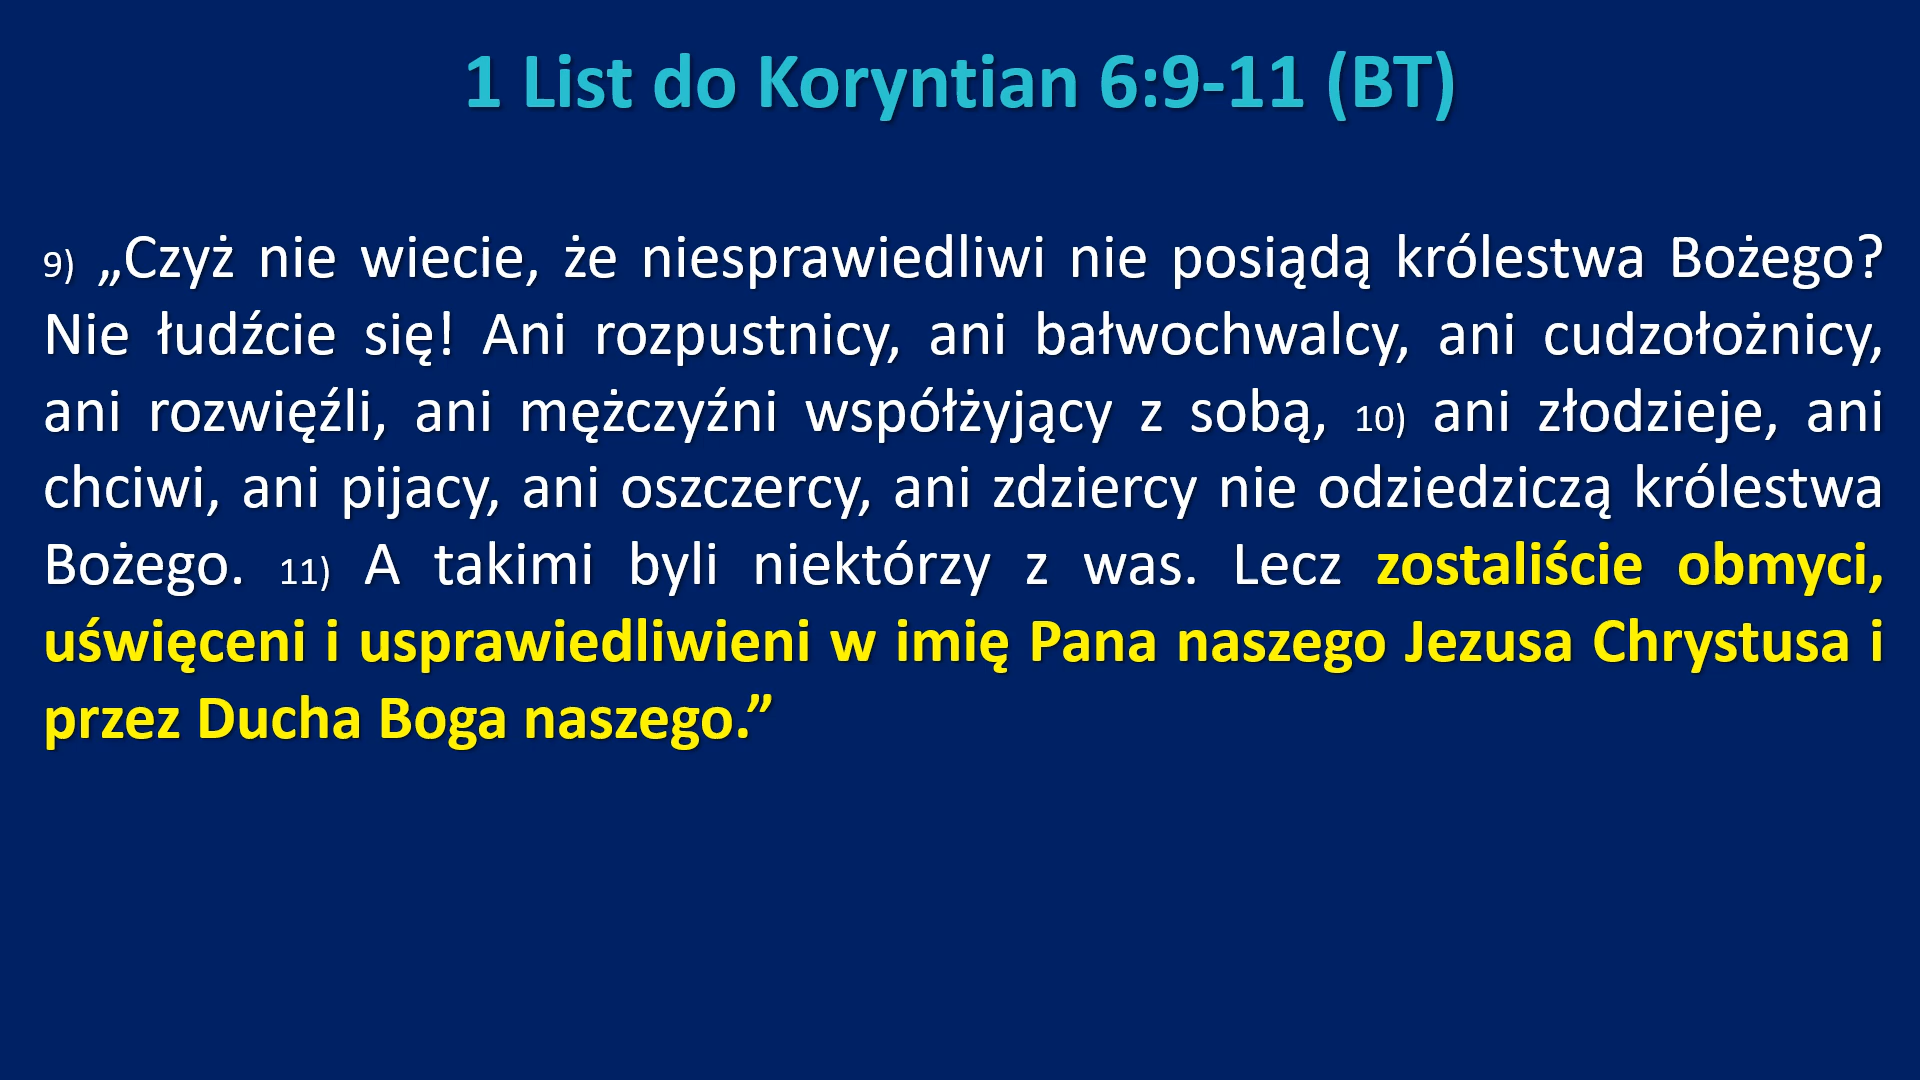 1 List do Koryntian 6:9-11 (BT)
9) „Czyż nie wiecie, że niesprawiedliwi nie posiądą królestwa Bożego?
Nie łudźcie się! Ani rozpustnicy, ani bałwochwalcy, ani cudzołożnicy,
ani rozwięźli, ani mężczyźni współżyjący z sobą, 10) ani złodzieje, ani
chciwi, ani pijacy, ani oszczercy, ani zdziercy nie odziedziczą królestwa
Bożego. 11) A takimi byli niektórzy z was. Lecz zostaliście obmyci,
uświęceni i usprawiedliwieni w imię Pana naszego Jezusa Chrystusa i
przez Ducha Boga naszego.”